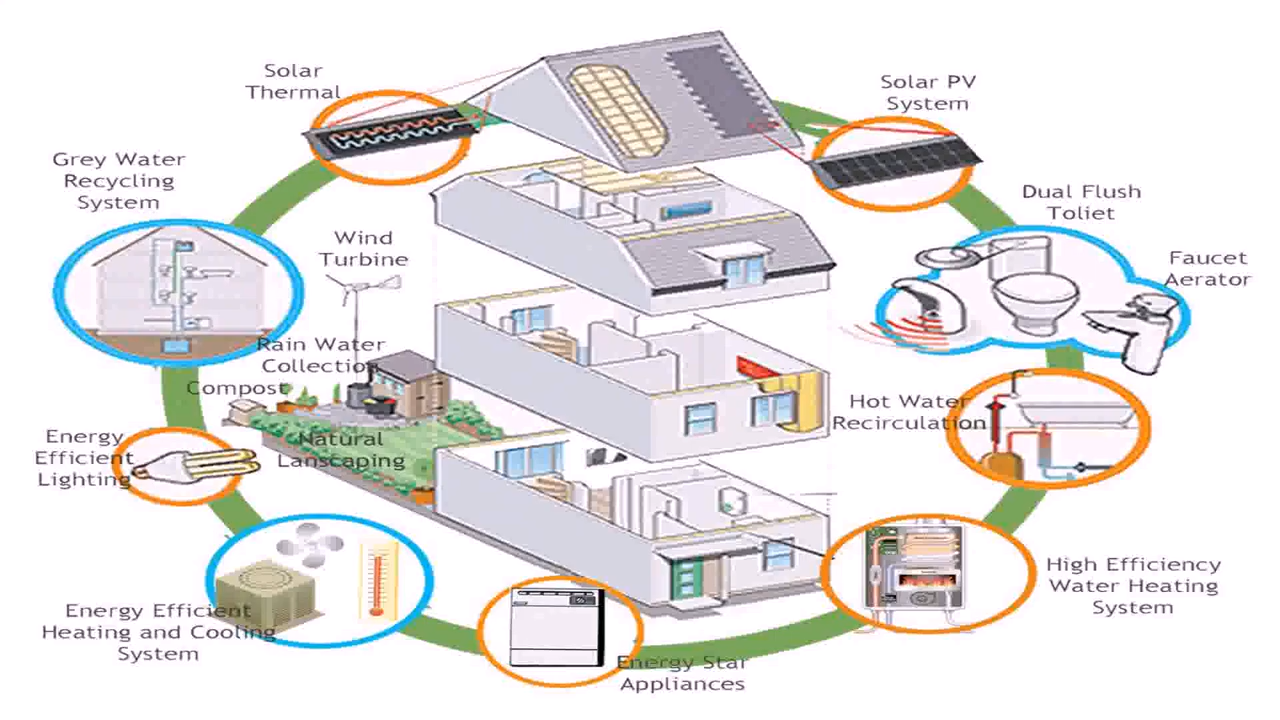 Solar
Thermal
Solar PV
System
Grey Water
Recycling
System
Dual Flush
Toliet
Wind
Turbine
Faucet
Aerator
Rain Water
Collection
Compost
Hot Water
Recirculation
Energy
Efficient
Lighting
Natural
Lanscaping
High Efficiency
Water Heating
System
Energy Efficient
Heating and Cooling
System
Energy Star
Appliances